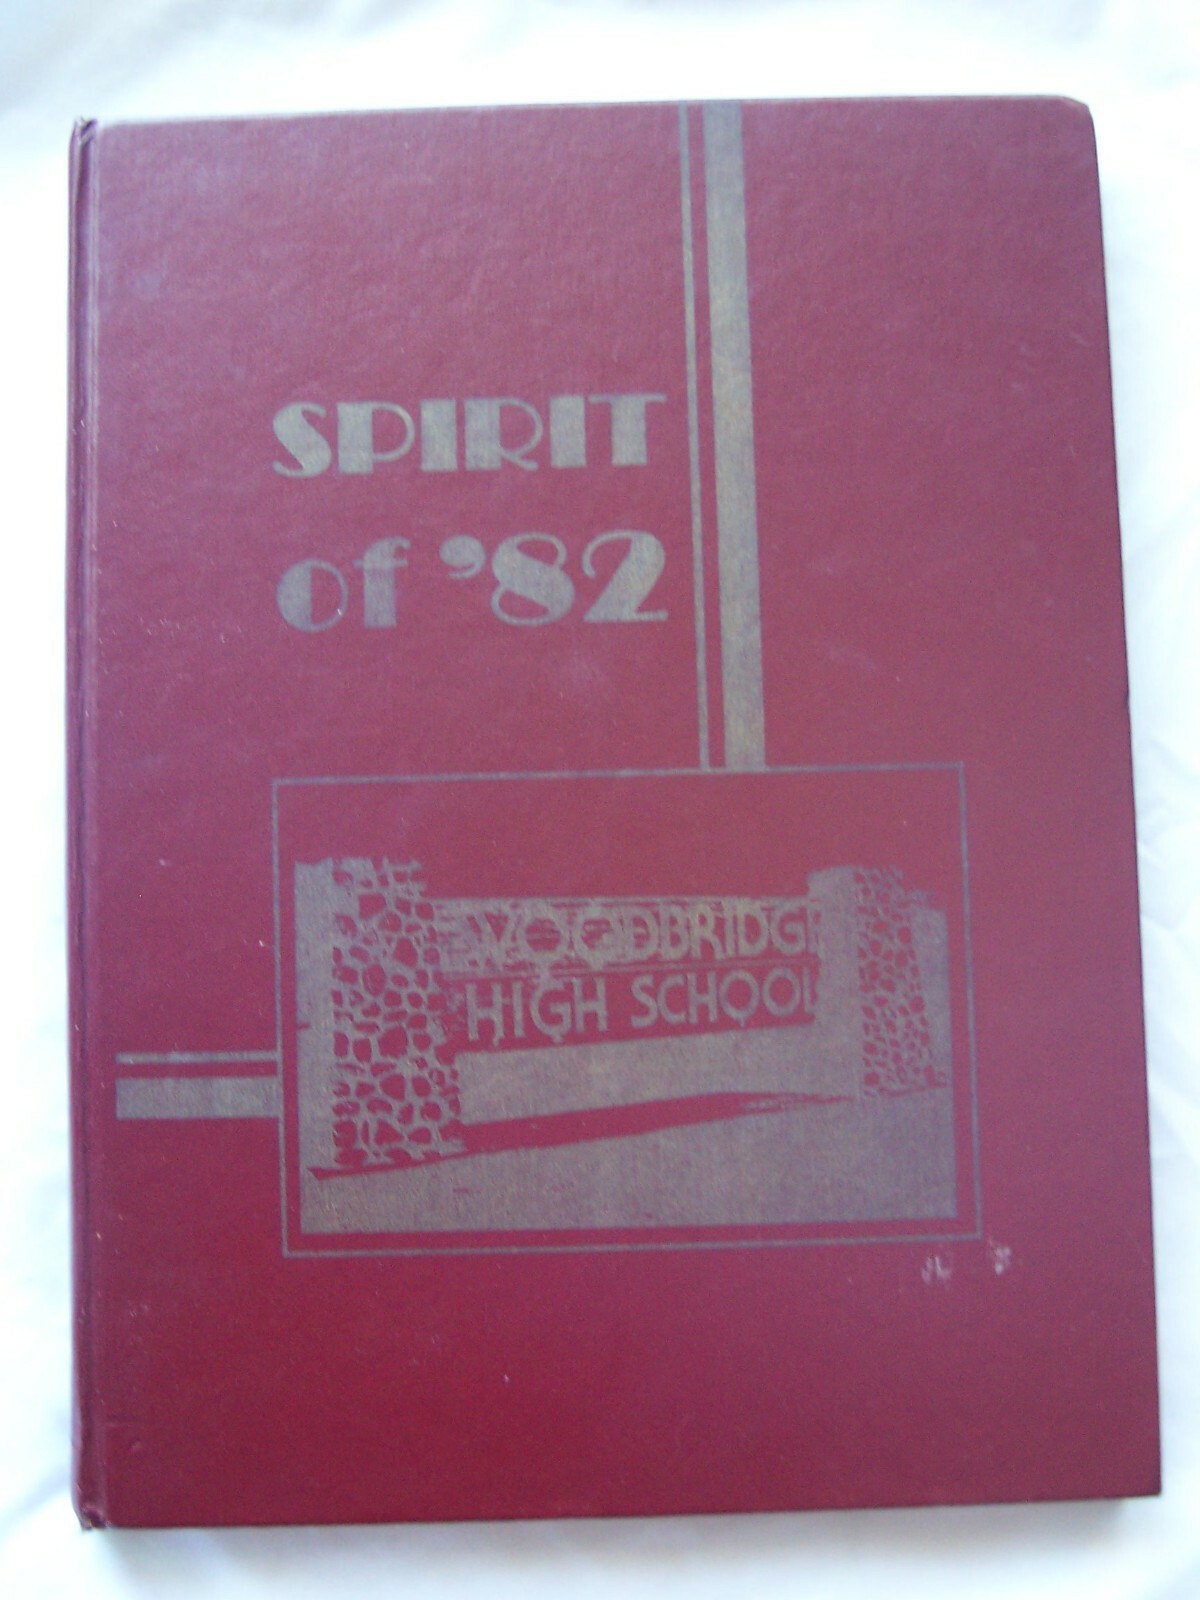 SPIRIT
of '82
WOODBRIDGE
HIGH SCHOOL